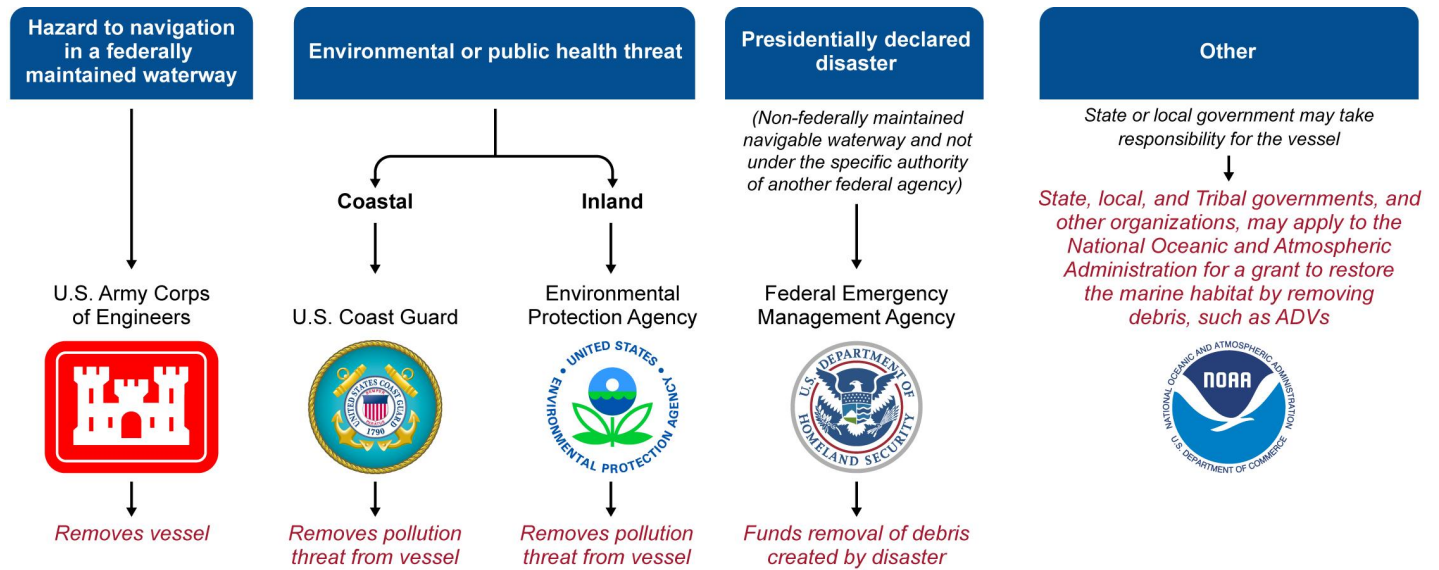 Hazard to navigation
in a federally
maintained waterway
Environmental or public health threat
Presidentially declared
disaster
Other
(Non-federally maintained
navigable waterway and not
under the specific authority
of another federal agency)
State or local government may take
responsibility for the vessel
Coastal
Inland
State, local, and Tribal governments, and
other organizations, may apply to the
National Oceanic and Atmospheric
Administration for a grant to restore
the marine habitat by removing
debris, such as ADVs
U.S. Army Corps
of Engineers
U.S. Coast Guard
Environmental
Protection Agency
Federal Emergency
Management Agency
UNITED STATES COAST GUARD
1790
UNITED STATES
ENVIRONMENTAL PROTECTION AGENCY
U.S. DEPARTMENT OF
HOMELAND SECURITY
NATIONAL OCEANIC AND ATMOSPHERIC ADMINISTRATION
NOAA
U.S. DEPARTMENT OF COMMERCE
Removes vessel
Removes pollution
threat from vessel
Removes pollution
threat from vessel
Funds removal of debris
created by disaster